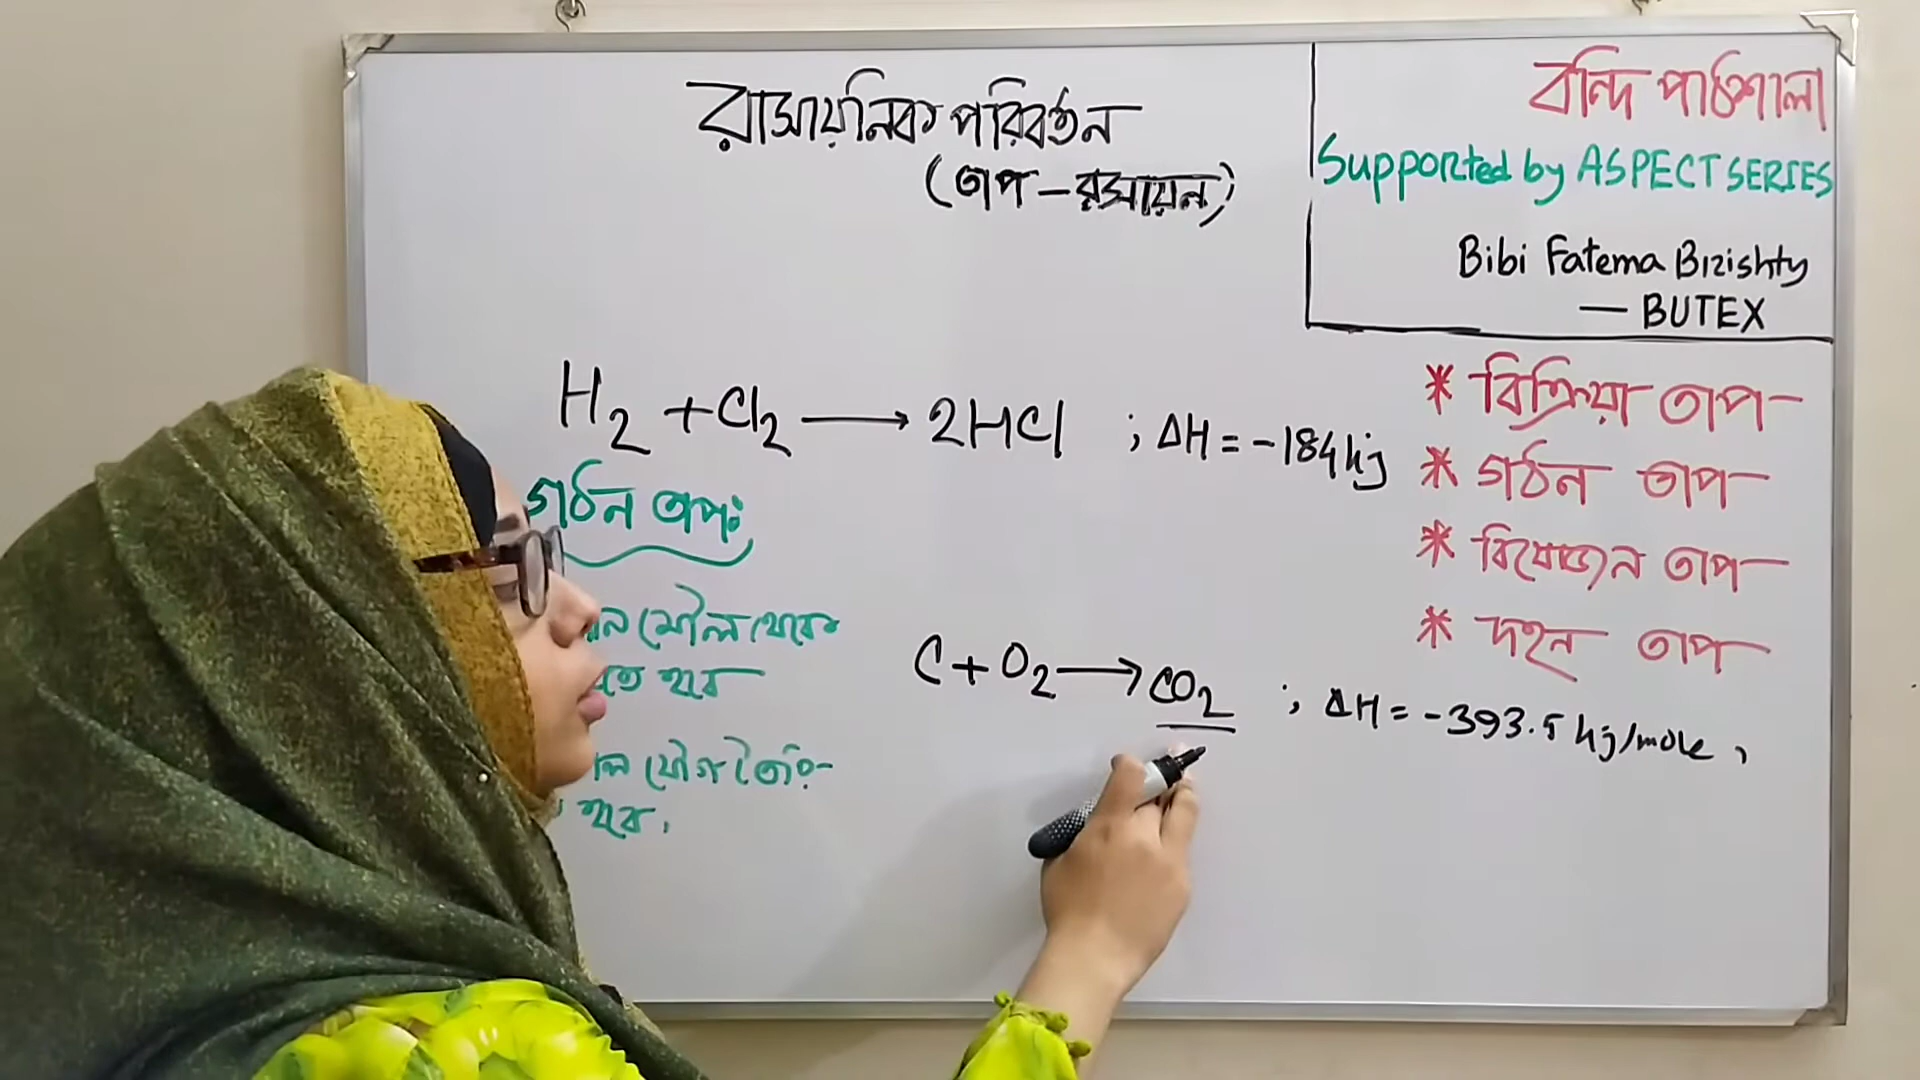 রাসায়নিক পরিবর্তন
(তাপ - রসায়ন)
বন্দি পাঠশালা
Supported by ASPECT SERIES
Bibi Fatema Brishty
— BUTEX
H₂ + Cl₂ ⟶ 2HCl ; ΔH = -184 kj
* বিক্রিয়া তাপ
* গঠন তাপ
* বিযোজন তাপ
* দহন তাপ
গঠন তাপঃ
মৌল থেকে
হবে
যৌগ তৈরি
হবে।
C + O₂ ⟶ CO₂ ; ΔH = -393.5 kj/mole ,